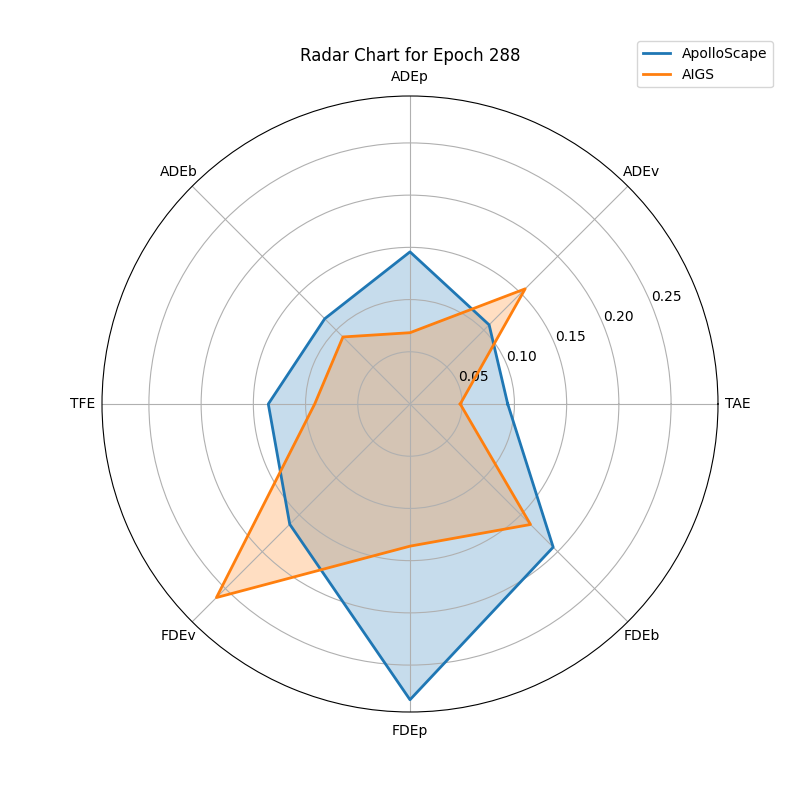 Radar Chart for Epoch 288
ApolloScape
AIGS
ADEp
ADEb
ADEv
0.25
0.20
0.15
0.10
0.05
TFE
TAE
FDEv
FDEb
FDEp